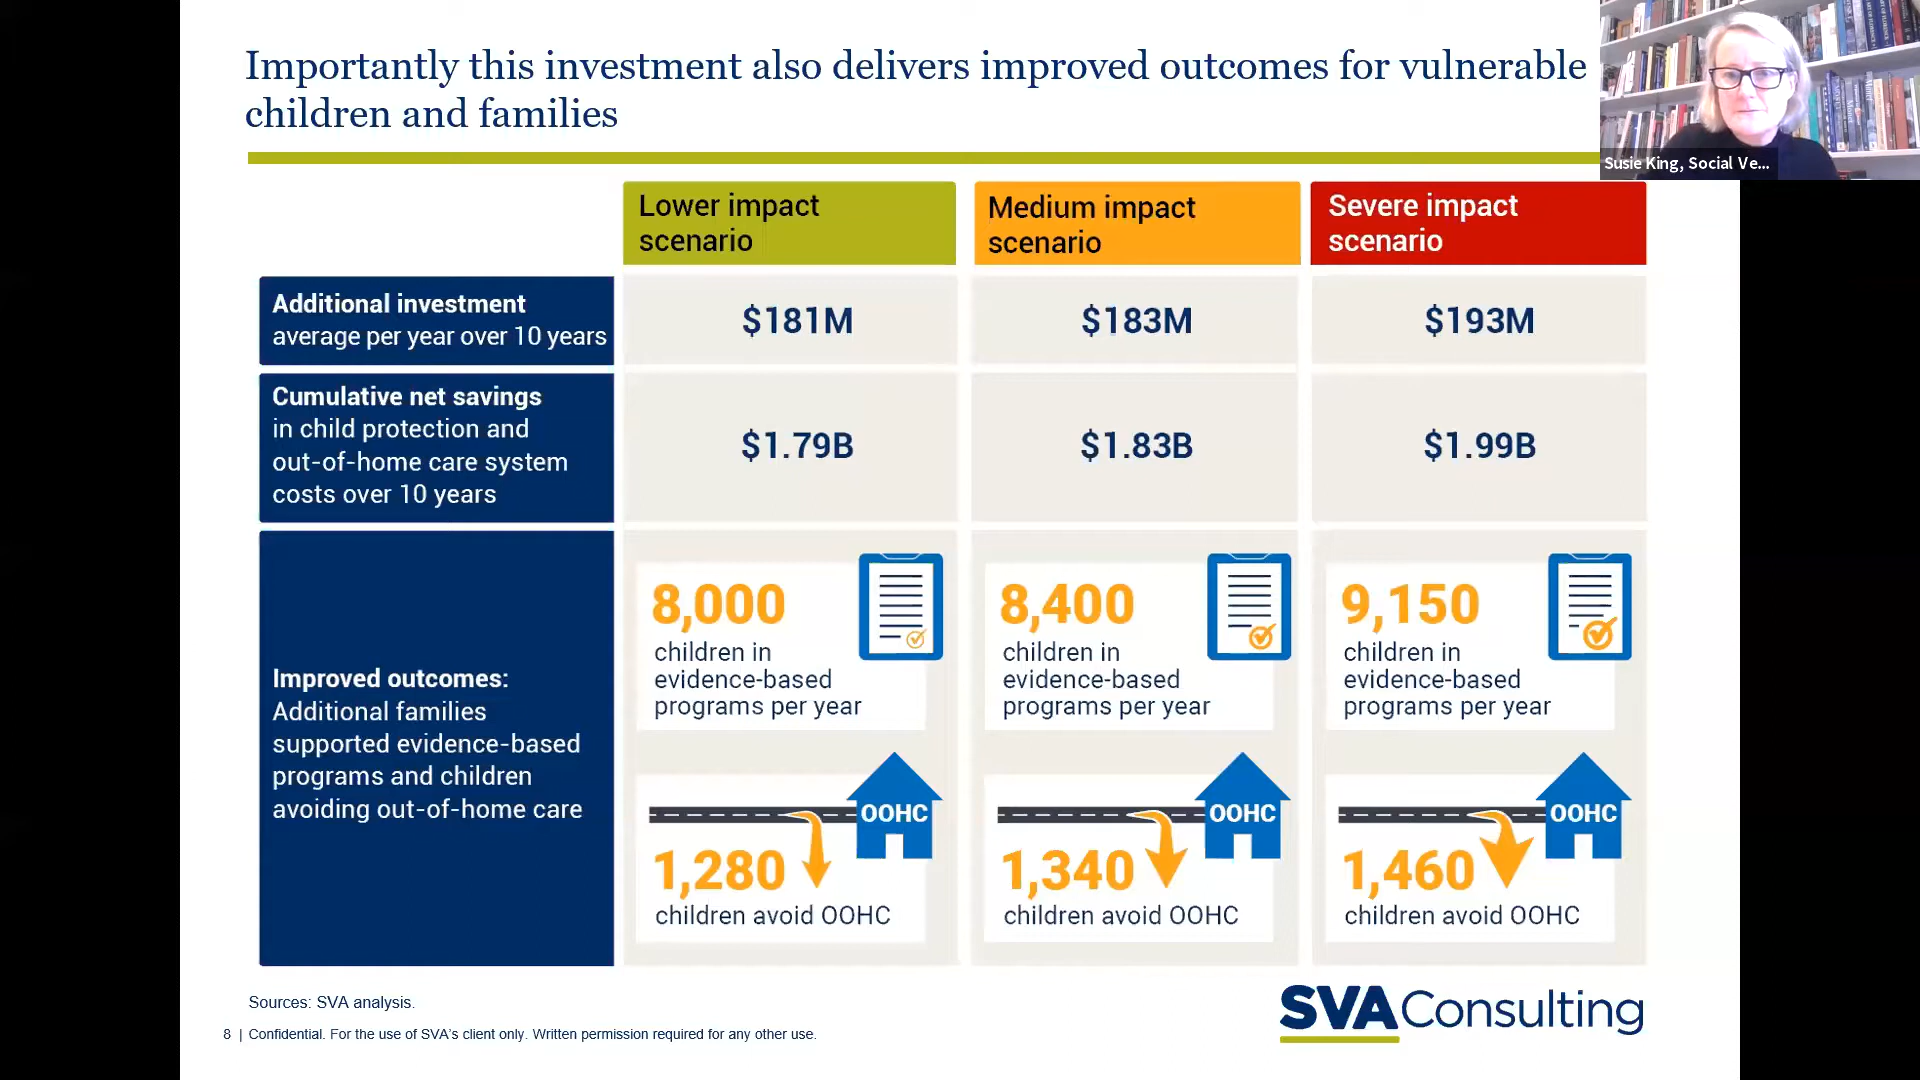 Importantly this investment also delivers improved outcomes for vulnerable
children and families
Susie King, Social Ve...
Lower impact
scenario
Medium impact
scenario
Severe impact
scenario
Additional investment
average per year over 10 years
$181M
$183M
$193M
Cumulative net savings
in child protection and
out-of-home care system
costs over 10 years
$1.79B
$1.83B
$1.99B
Improved outcomes:
Additional families
supported evidence-based
programs and children
avoiding out-of-home care
8,000
children in
evidence-based
programs per year
OOHC
1,280
children avoid OOHC
8,400
children in
evidence-based
programs per year
OOHC
1,340
children avoid OOHC
9,150
children in
evidence-based
programs per year
OOHC
1,460
children avoid OOHC
Sources: SVA analysis.
8 | Confidential. For the use of SVA's client only. Written permission required for any other use.
SVA Consulting